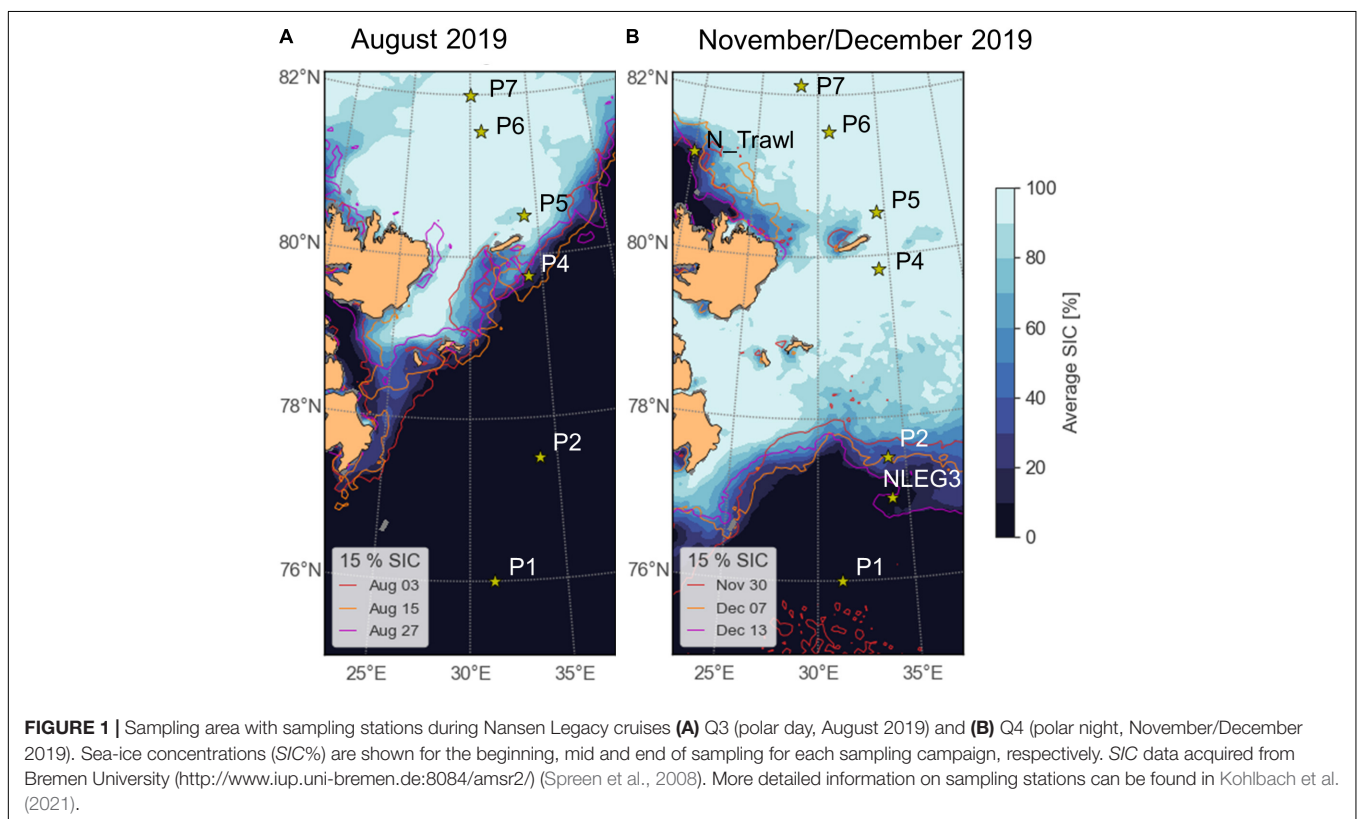 A August 2019
B November/December 2019
82°N
80°N
78°N
76°N
25°E 30°E 35°E
P7
P6
P5
P4
P2
P1
15 % SIC
Aug 03
Aug 15
Aug 27
82°N
80°N
78°N
76°N
25°E 30°E 35°E
P7
P6
N_Trawl
P5
P4
P2
NLEG3
P1
15 % SIC
Nov 30
Dec 07
Dec 13
100
80
60
40
20
0
Average SIC [%]
FIGURE 1 | Sampling area with sampling stations during Nansen Legacy cruises (A) Q3 (polar day, August 2019) and (B) Q4 (polar night, November/December
2019). Sea-ice concentrations (SIC%) are shown for the beginning, mid and end of sampling for each sampling campaign, respectively. SIC data acquired from
Bremen University (http://www.iup.uni-bremen.de:8084/amsr2/) (Spreen et al., 2008). More detailed information on sampling stations can be found in Kohlbach et al.
(2021).